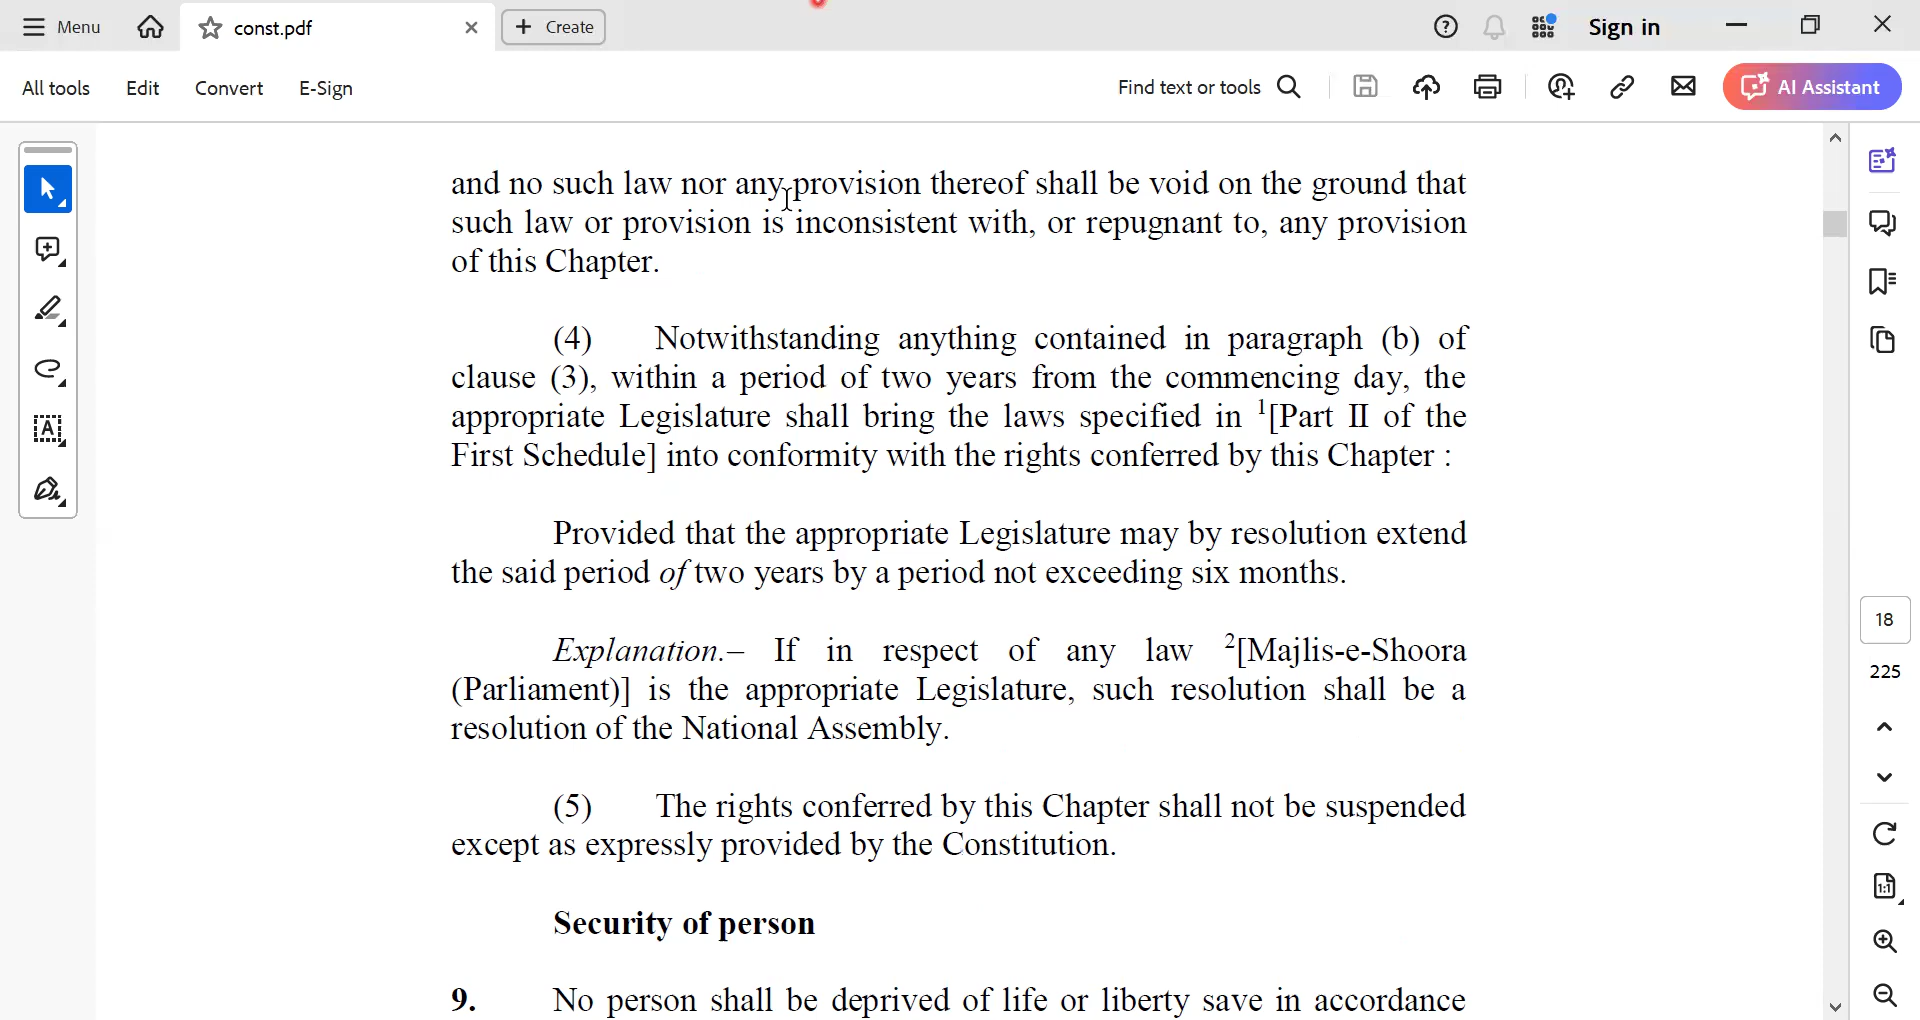 Menu
const.pdf
Create
Sign in
All tools
Edit
Convert
E-Sign
Find text or tools
AI Assistant
and no such law nor any provision thereof shall be void on the ground that
such law or provision is inconsistent with, or repugnant to, any provision
of this Chapter.
(4) Notwithstanding anything contained in paragraph (b) of
clause (3), within a period of two years from the commencing day, the
appropriate Legislature shall bring the laws specified in ¹[Part II of the
First Schedule] into conformity with the rights conferred by this Chapter :
Provided that the appropriate Legislature may by resolution extend
the said period of two years by a period not exceeding six months.
Explanation.– If in respect of any law ²[Majlis-e-Shoora
(Parliament)] is the appropriate Legislature, such resolution shall be a
resolution of the National Assembly.
(5) The rights conferred by this Chapter shall not be suspended
except as expressly provided by the Constitution.
Security of person
9. No person shall be deprived of life or liberty save in accordance
18
225